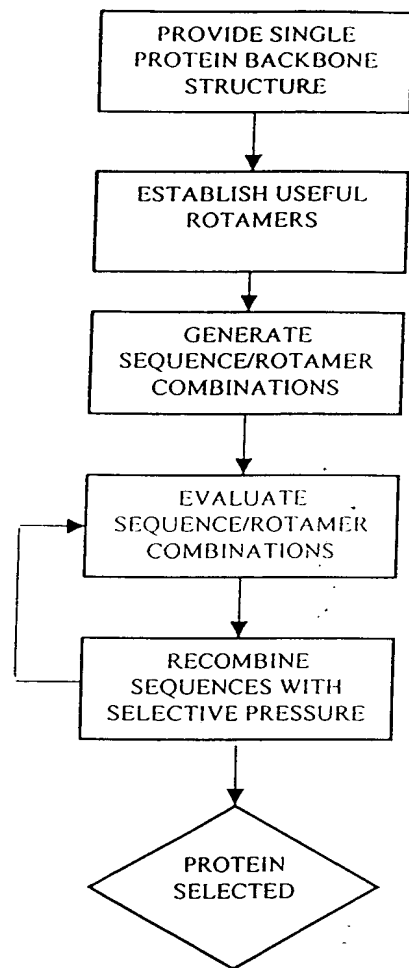 PROVIDE SINGLE
PROTEIN BACKBONE
STRUCTURE
ESTABLISH USEFUL
ROTAMERS
GENERATE
SEQUENCE/ROTAMER
COMBINATIONS
EVALUATE
SEQUENCE/ROTAMER
COMBINATIONS
RECOMBINE
SEQUENCES WITH
SELECTIVE PRESSURE
PROTEIN
SELECTED